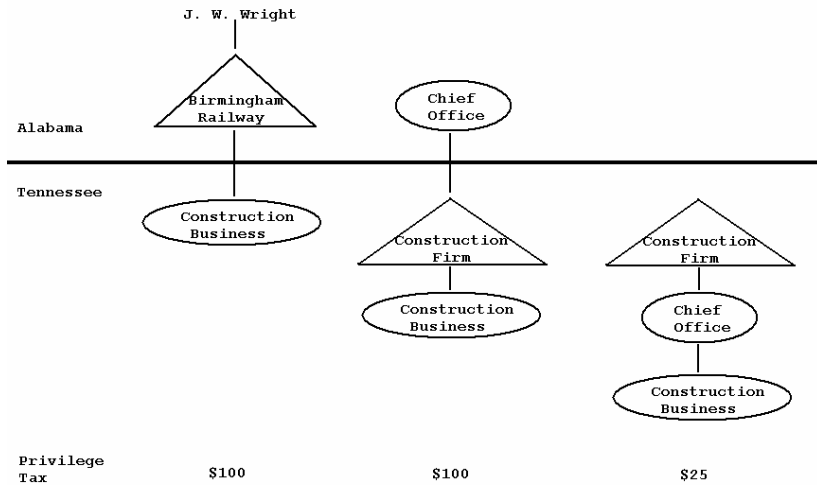 J. W. Wright
Birmingham
Railway
Chief
Office
Alabama
Tennessee
Construction
Business
Construction
Firm
Construction
Firm
Construction
Business
Chief
Office
Construction
Business
Privilege
Tax
$100
$100
$25